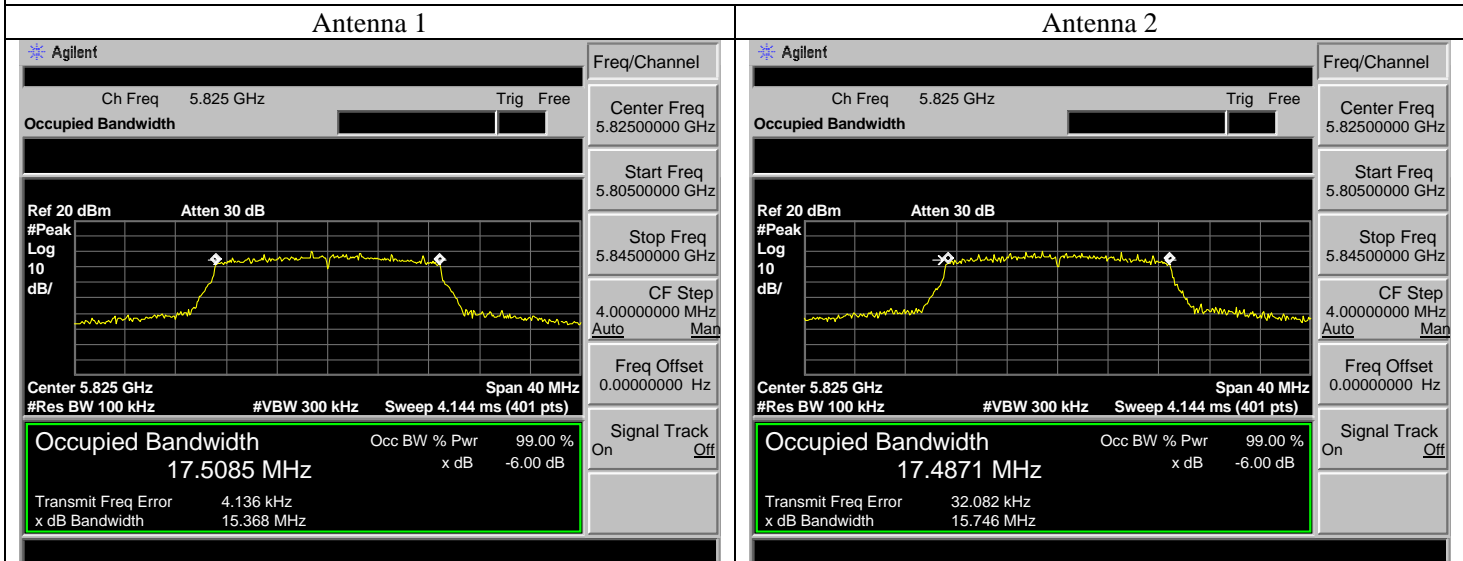 Antenna 1
Agilent
Freq/Channel
Ch Freq 5.825 GHz Trig Free
Occupied Bandwidth
Center Freq
5.82500000 GHz
Start Freq
5.80500000 GHz
Ref 20 dBm Atten 30 dB
#Peak
Log
10
dB/
Stop Freq
5.84500000 GHz
CF Step
4.00000000 MHz
Auto Man
Freq Offset
0.00000000 Hz
Center 5.825 GHz Span 40 MHz
#Res BW 100 kHz #VBW 300 kHz Sweep 4.144 ms (401 pts)
Signal Track
On Off
Occupied Bandwidth Occ BW % Pwr 99.00 %
17.5085 MHz x dB -6.00 dB
Transmit Freq Error 4.136 kHz
x dB Bandwidth 15.368 MHz
Antenna 2
Agilent
Freq/Channel
Ch Freq 5.825 GHz Trig Free
Occupied Bandwidth
Center Freq
5.82500000 GHz
Start Freq
5.80500000 GHz
Ref 20 dBm Atten 30 dB
#Peak
Log
10
dB/
Stop Freq
5.84500000 GHz
CF Step
4.00000000 MHz
Auto Man
Freq Offset
0.00000000 Hz
Center 5.825 GHz Span 40 MHz
#Res BW 100 kHz #VBW 300 kHz Sweep 4.144 ms (401 pts)
Signal Track
On Off
Occupied Bandwidth Occ BW % Pwr 99.00 %
17.4871 MHz x dB -6.00 dB
Transmit Freq Error 32.082 kHz
x dB Bandwidth 15.746 MHz